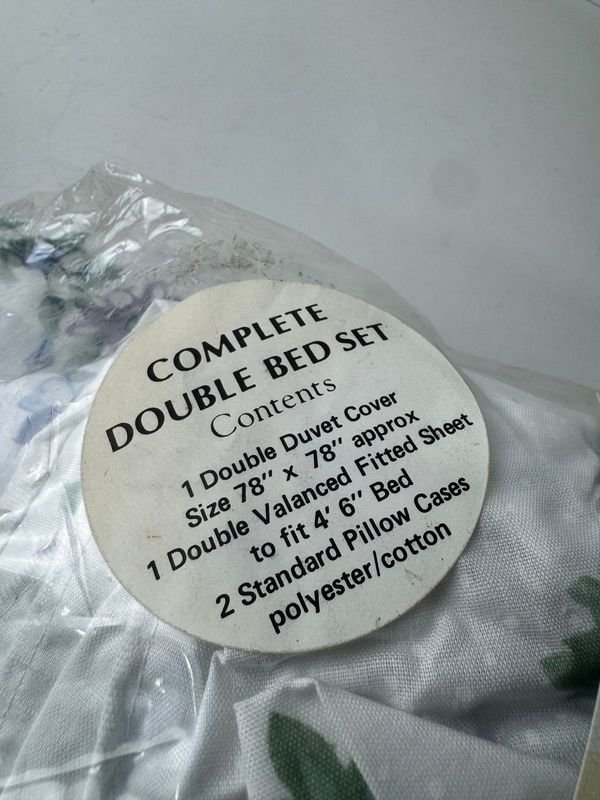 COMPLETE
DOUBLE BED SET
Contents
1 Double Duvet Cover
Size 78" x 78" approx
1 Double Valanced Fitted Sheet
to fit 4' 6" Bed
2 Standard Pillow Cases
polyester/cotton